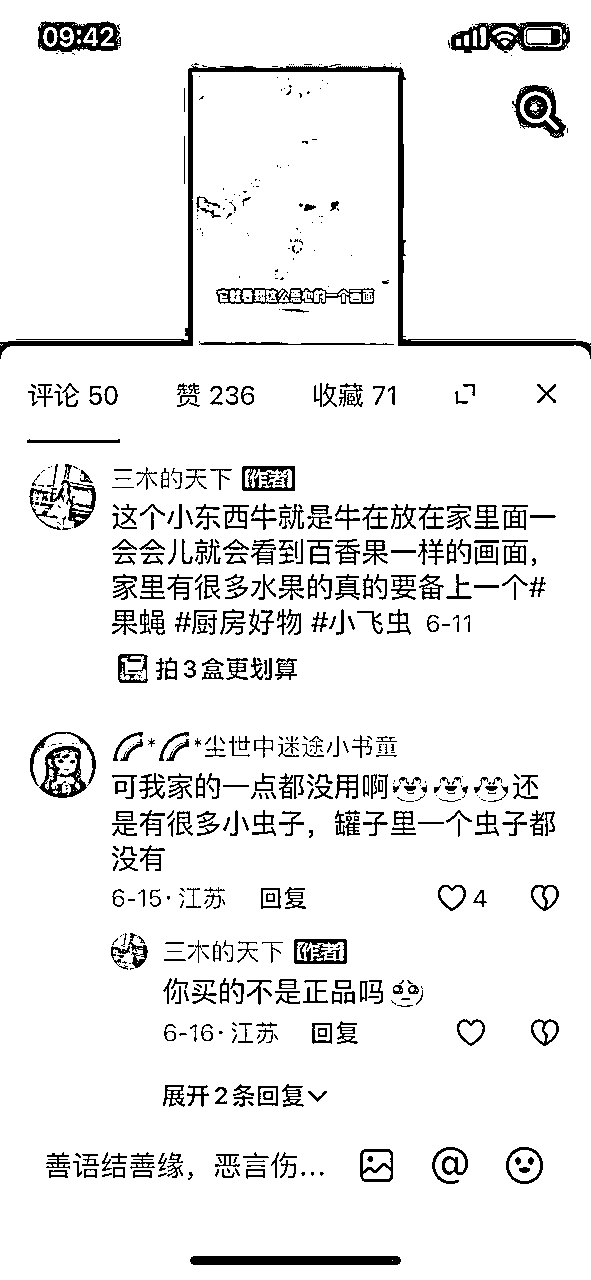 09:42
它就看到这么恶心的一个画面
评论 50 赞 236 收藏 71
三木的天下 作者
这个小东西牛就是牛在放在家里面一
会会儿就会看到百香果一样的画面，
家里有很多水果的真的要备上一个#
果蝇 #厨房好物 #小飞虫 6-11
拍3盒更划算
🌈*🌈*尘世中迷途小书童
可我家的一点都没用啊😂😂😂还
是有很多小虫子，罐子里一个虫子都
没有
6-15·江苏 回复 4
三木的天下 作者
你买的不是正品吗😳
6-16·江苏 回复
展开2条回复
善语结善缘，恶言伤...